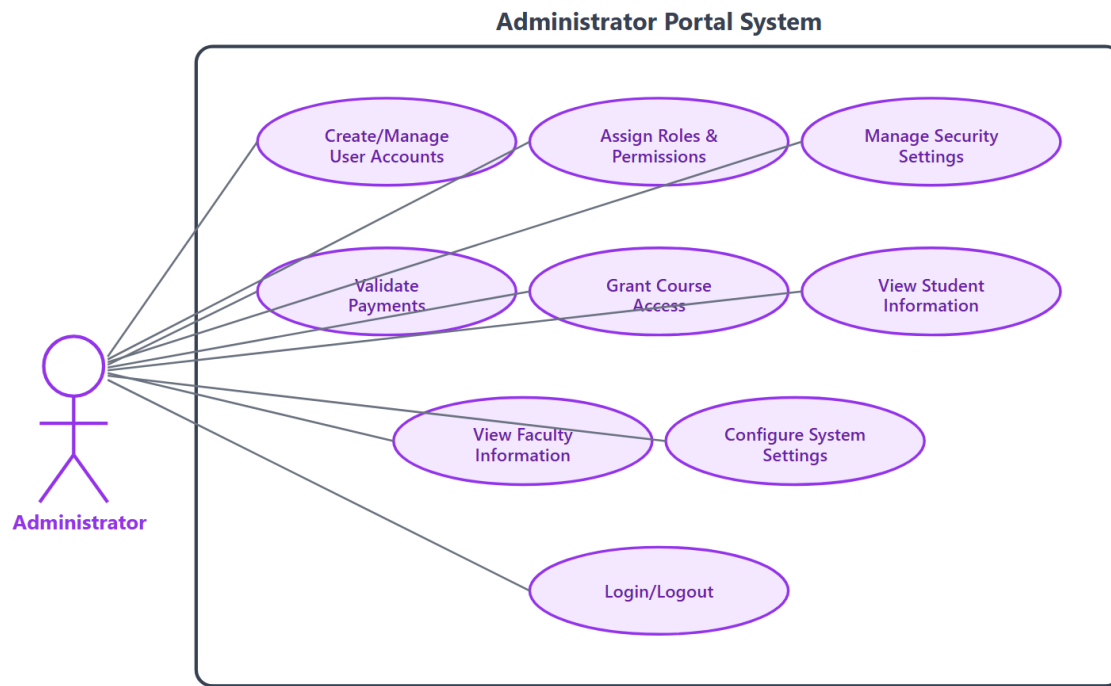 Administrator Portal System
Create/Manage
User Accounts
Assign Roles &
Permissions
Manage Security
Settings
Validate
Payments
Grant Course
Access
View Student
Information
View Faculty
Information
Configure System
Settings
Administrator
Login/Logout